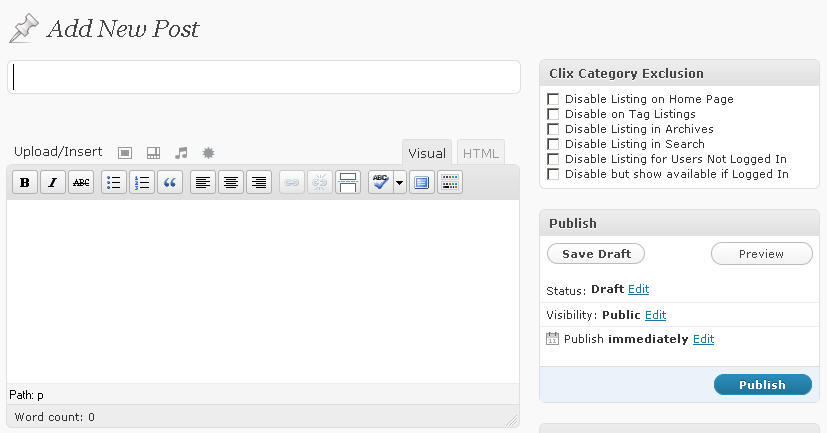 Add New Post
Upload/Insert
Visual
HTML
B I ABC ABC
Path: p
Word count: 0
Clix Category Exclusion
Disable Listing on Home Page
Disable on Tag Listings
Disable Listing in Archives
Disable Listing in Search
Disable Listing for Users Not Logged In
Disable but show available if Logged In
Publish
Save Draft
Preview
Status: Draft Edit
Visibility: Public Edit
Publish immediately Edit
Publish